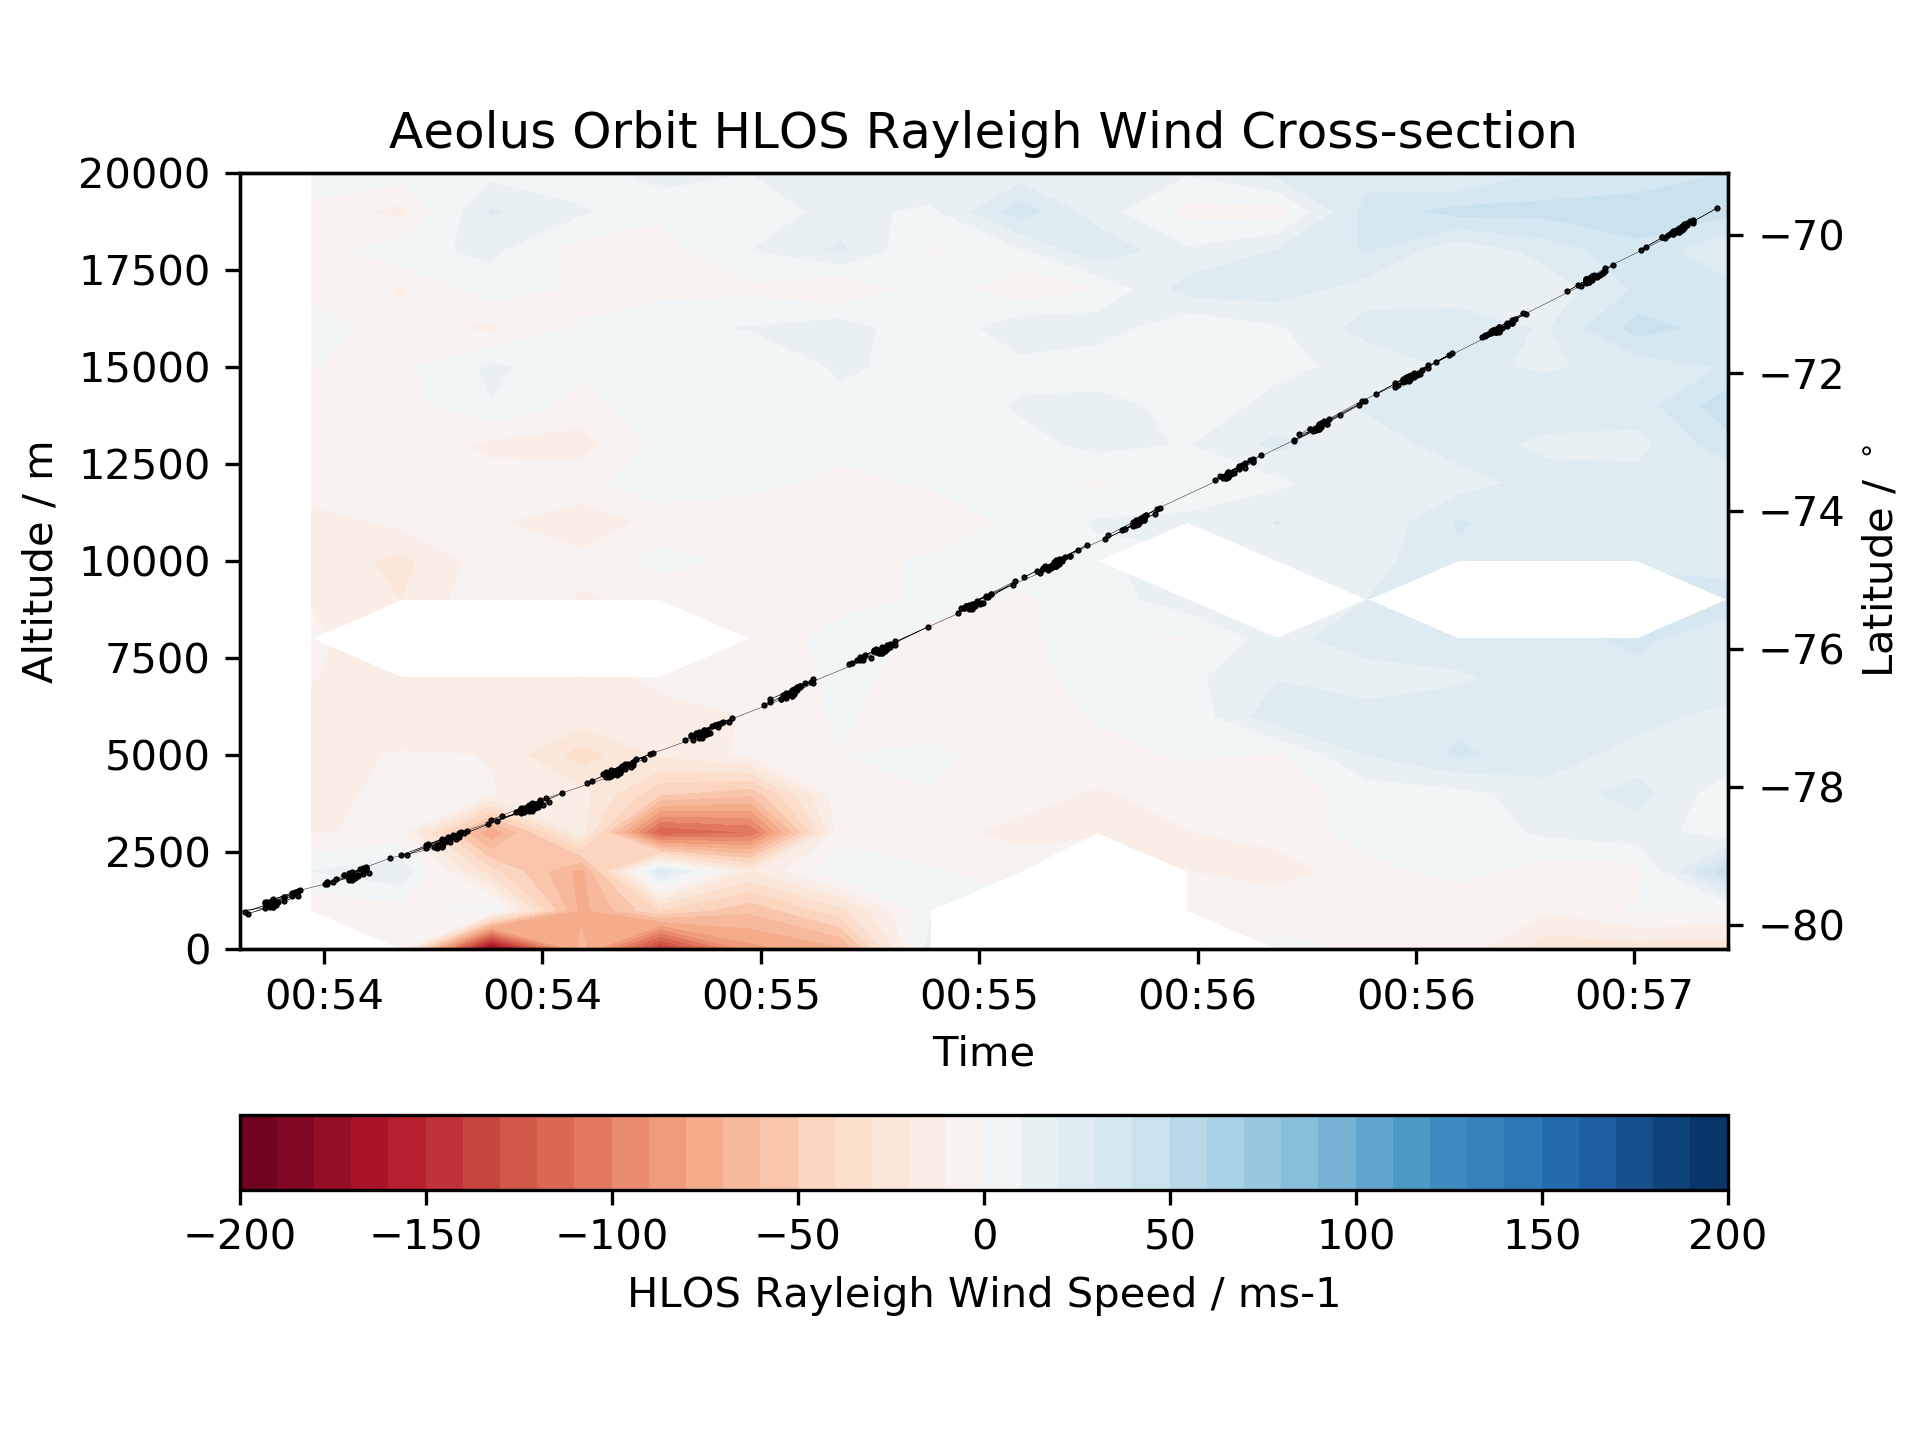 Aeolus Orbit HLOS Rayleigh Wind Cross-section
20000
17500
15000
12500
10000
7500
5000
2500
0
Altitude / m
−70
−72
−74
−76
−78
−80
Latitude / °
00:54 00:54 00:55 00:55 00:56 00:56 00:57
Time
−200 −150 −100 −50 0 50 100 150 200
HLOS Rayleigh Wind Speed / ms-1